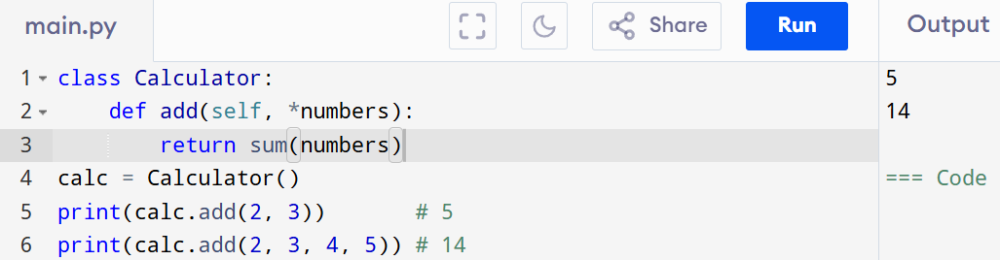 main.py
Share
Run
Output
1 class Calculator:
2     def add(self, *numbers):
3         return sum(numbers)
4 calc = Calculator()
5 print(calc.add(2, 3))       # 5
6 print(calc.add(2, 3, 4, 5)) # 14
5
14
=== Code